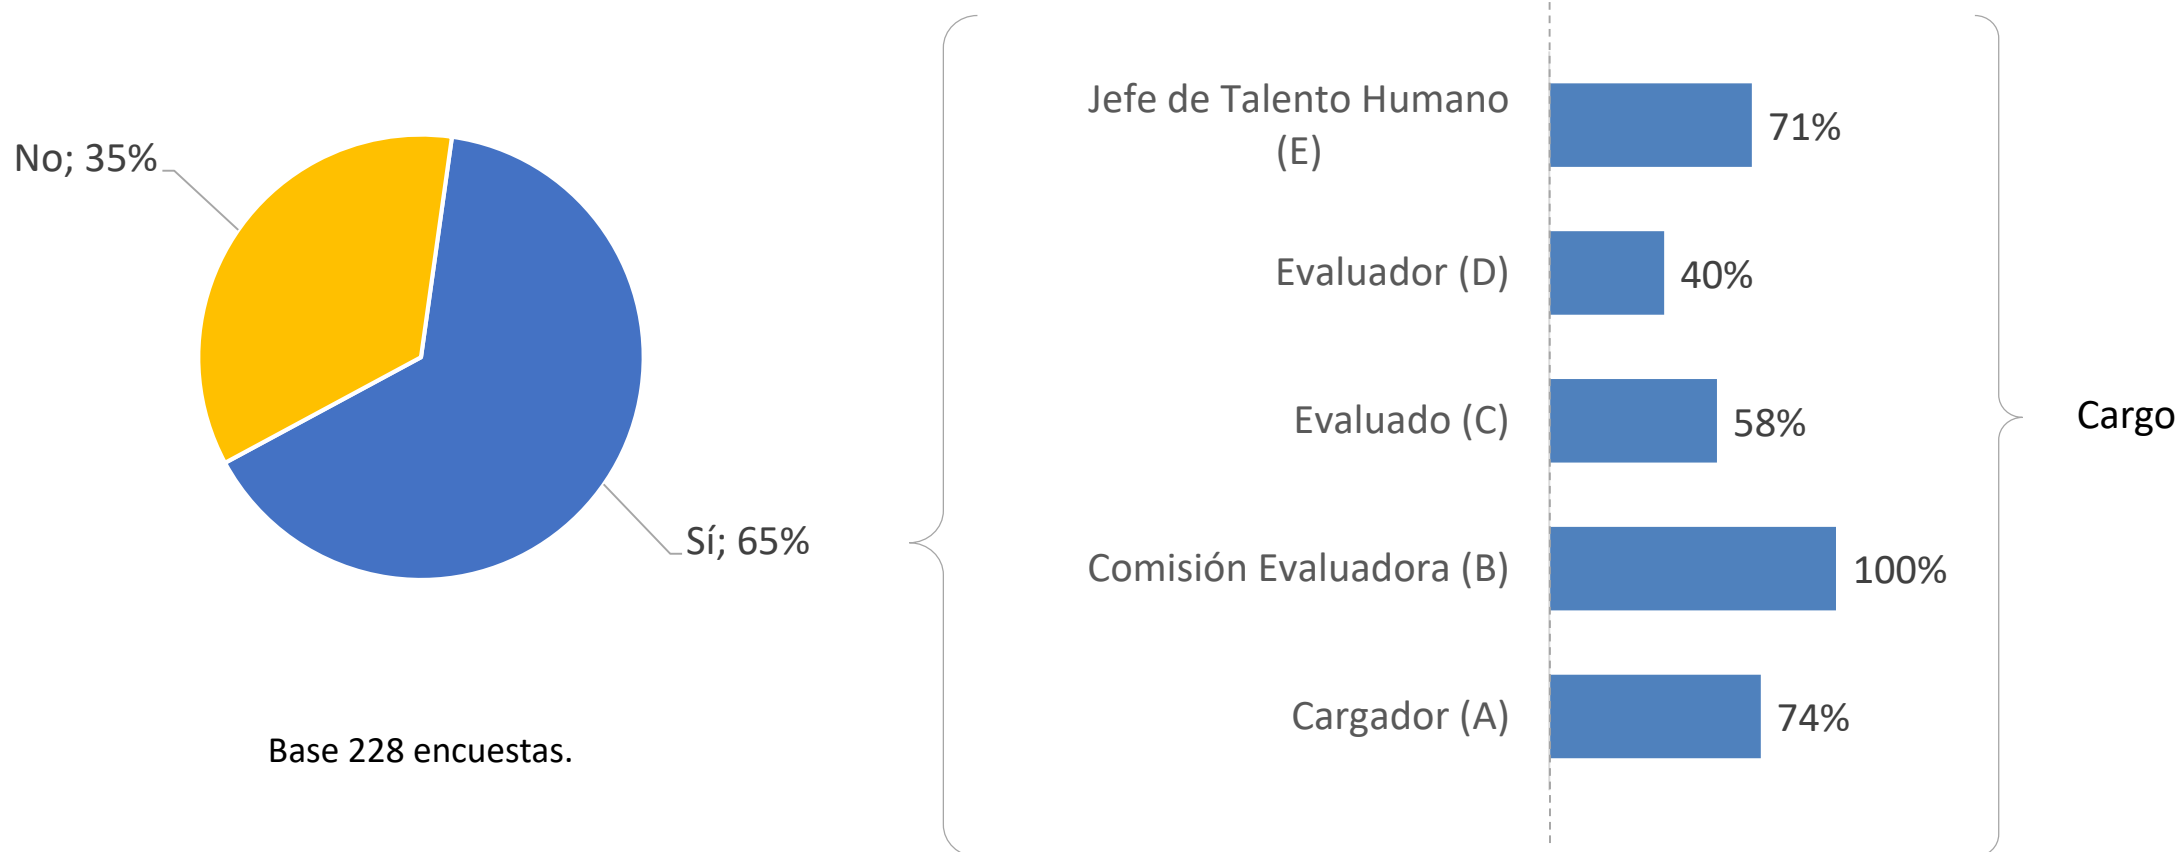 No; 35%
Sí; 65%
Base 228 encuestas.
Jefe de Talento Humano
(E)
71%
Evaluador (D)
40%
Evaluado (C)
58%
Comisión Evaluadora (B)
100%
Cargador (A)
74%
Cargo